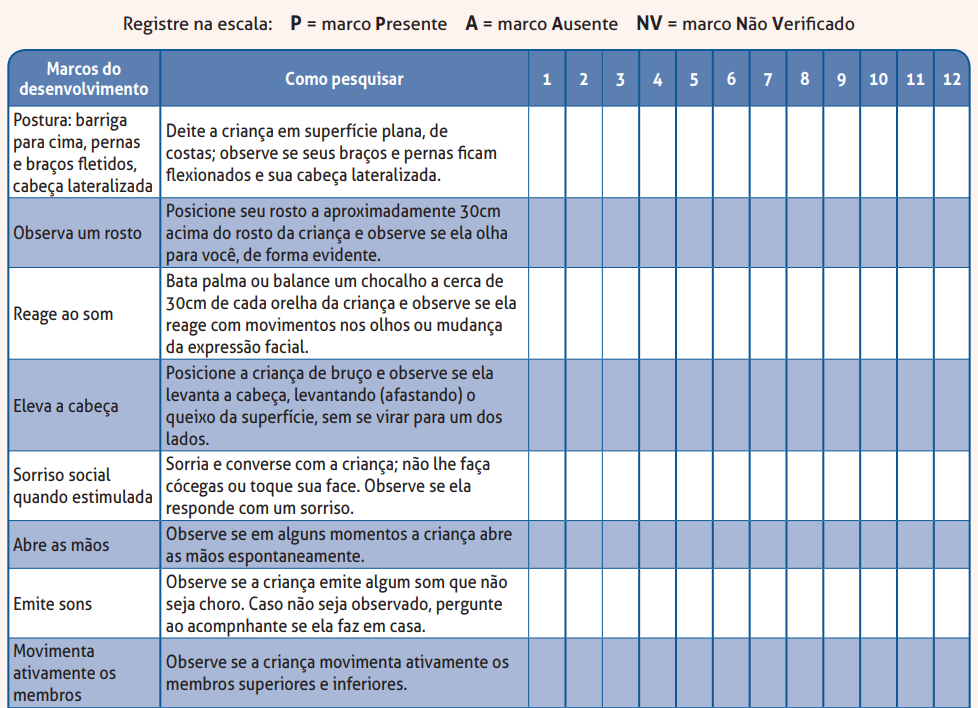 Registre na escala: P = marco Presente A = marco Ausente NV = marco Não Verificado
Marcos do
desenvolvimento
Como pesquisar
1 2 3 4 5 6 7 8 9 10 11 12
Postura: barriga
para cima, pernas
e braços fletidos,
cabeça lateralizada
Deite a criança em superfície plana, de
costas; observe se seus braços e pernas ficam
flexionados e sua cabeça lateralizada.
Observa um rosto
Posicione seu rosto a aproximadamente 30cm
acima do rosto da criança e observe se ela olha
para você, de forma evidente.
Reage ao som
Bata palma ou balance um chocalho a cerca de
30cm de cada orelha da criança e observe se ela
reage com movimentos nos olhos ou mudança
da expressão facial.
Eleva a cabeça
Posicione a criança de bruço e observe se ela
levanta a cabeça, levantando (afastando) o
queixo da superfície, sem se virar para um dos
lados.
Sorriso social
quando estimulada
Sorria e converse com a criança; não lhe faça
cócegas ou toque sua face. Observe se ela
responde com um sorriso.
Abre as mãos
Observe se em alguns momentos a criança abre
as mãos espontaneamente.
Emite sons
Observe se a criança emite algum som que não
seja choro. Caso não seja observado, pergunte
ao acompnhante se ela faz em casa.
Movimenta
ativamente os
membros
Observe se a criança movimenta ativamente os
membros superiores e inferiores.